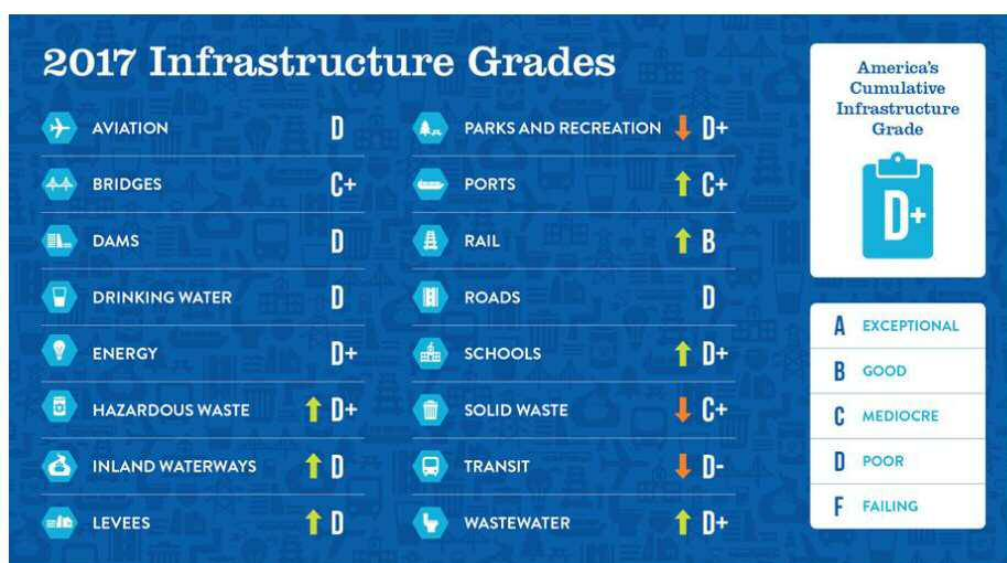 2017 Infrastructure Grades
AVIATION D
BRIDGES C+
DAMS D
DRINKING WATER D
ENERGY D+
HAZARDOUS WASTE D+
INLAND WATERWAYS D
LEVEES D
PARKS AND RECREATION D+
PORTS C+
RAIL B
ROADS D
SCHOOLS D+
SOLID WASTE C+
TRANSIT D-
WASTEWATER D+
America's
Cumulative
Infrastructure
Grade
D+
A EXCEPTIONAL
B GOOD
C MEDIOCRE
D POOR
F FAILING